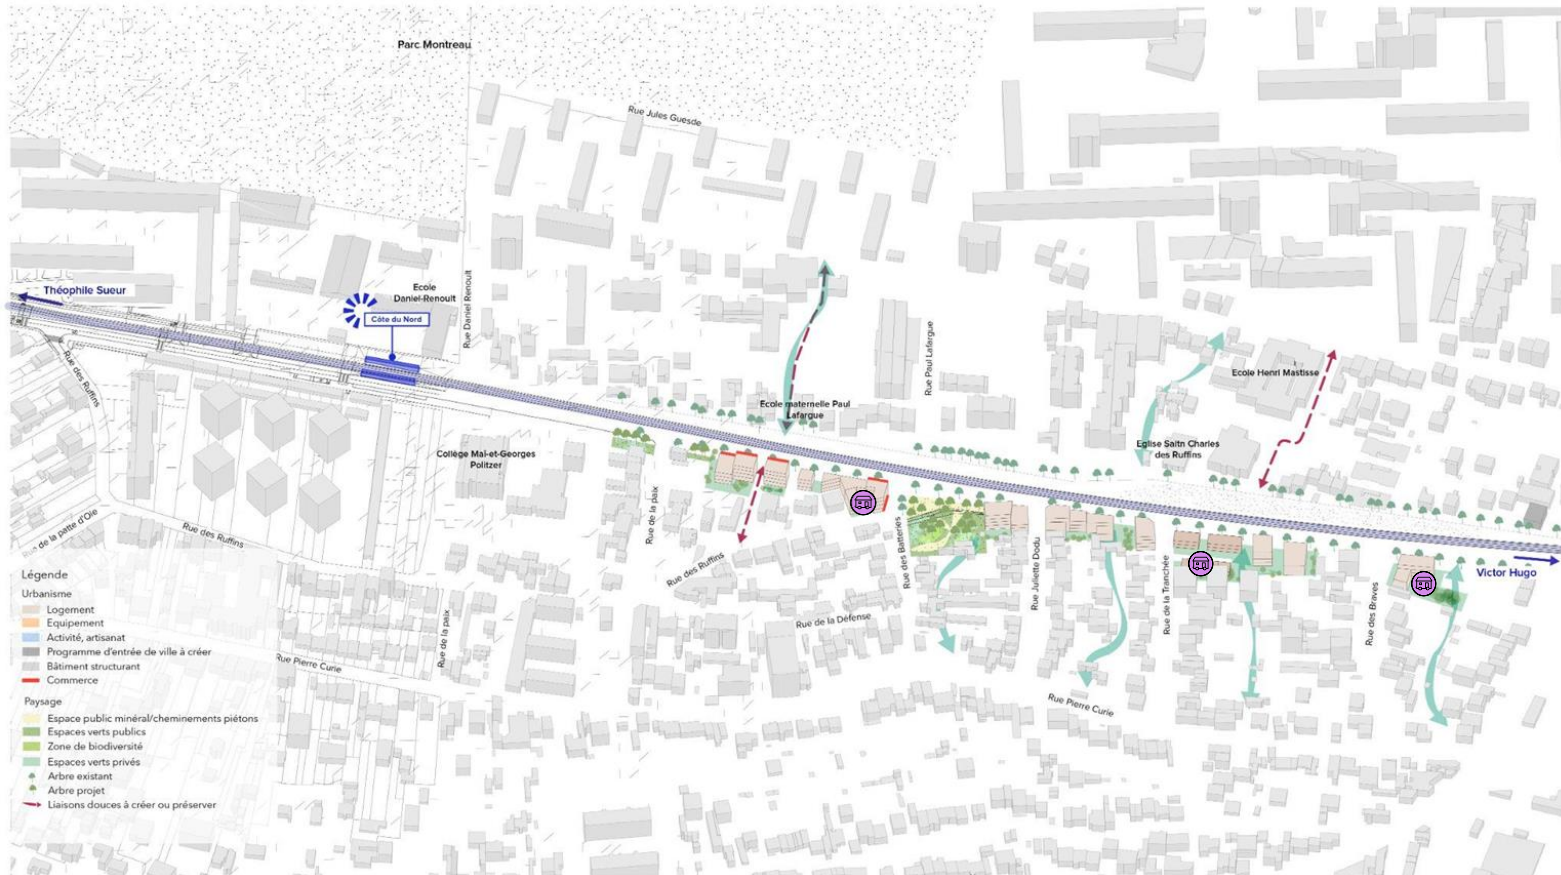 Parc Montreau
Rue Jules Guesde
Théophile Sueur
Ecole
Daniel-Renoult
Côte du Nord
Rue Daniel Renoult
Rue des Ruffins
Rue Paul Lafargue
Ecole maternelle Paul
Lafargue
Ecole Henri Mastisse
Eglise Saitn Charles
des Ruffins
Collège Mai-et-Georges
Politzer
Rue de la paix
Rue des Ruffins
Rue des Batteries
Rue Juliette Dodu
Rue de la Tranchée
Rue des Braves
Victor Hugo
de la patte d'Oie
Rue des Ruffins
Rue de la Défense
Rue de la paix
Rue Pierre Curie
Rue Pierre Curie
Légende
Urbanisme
Logement
Equipement
Activité, artisanat
Programme d'entrée de ville à créer
Bâtiment structurant
Commerce
Paysage
Espace public minéral/cheminements piétons
Espaces verts publics
Zone de biodiversité
Espaces verts privés
Arbre existant
Arbre projet
Liaisons douces à créer ou préserver